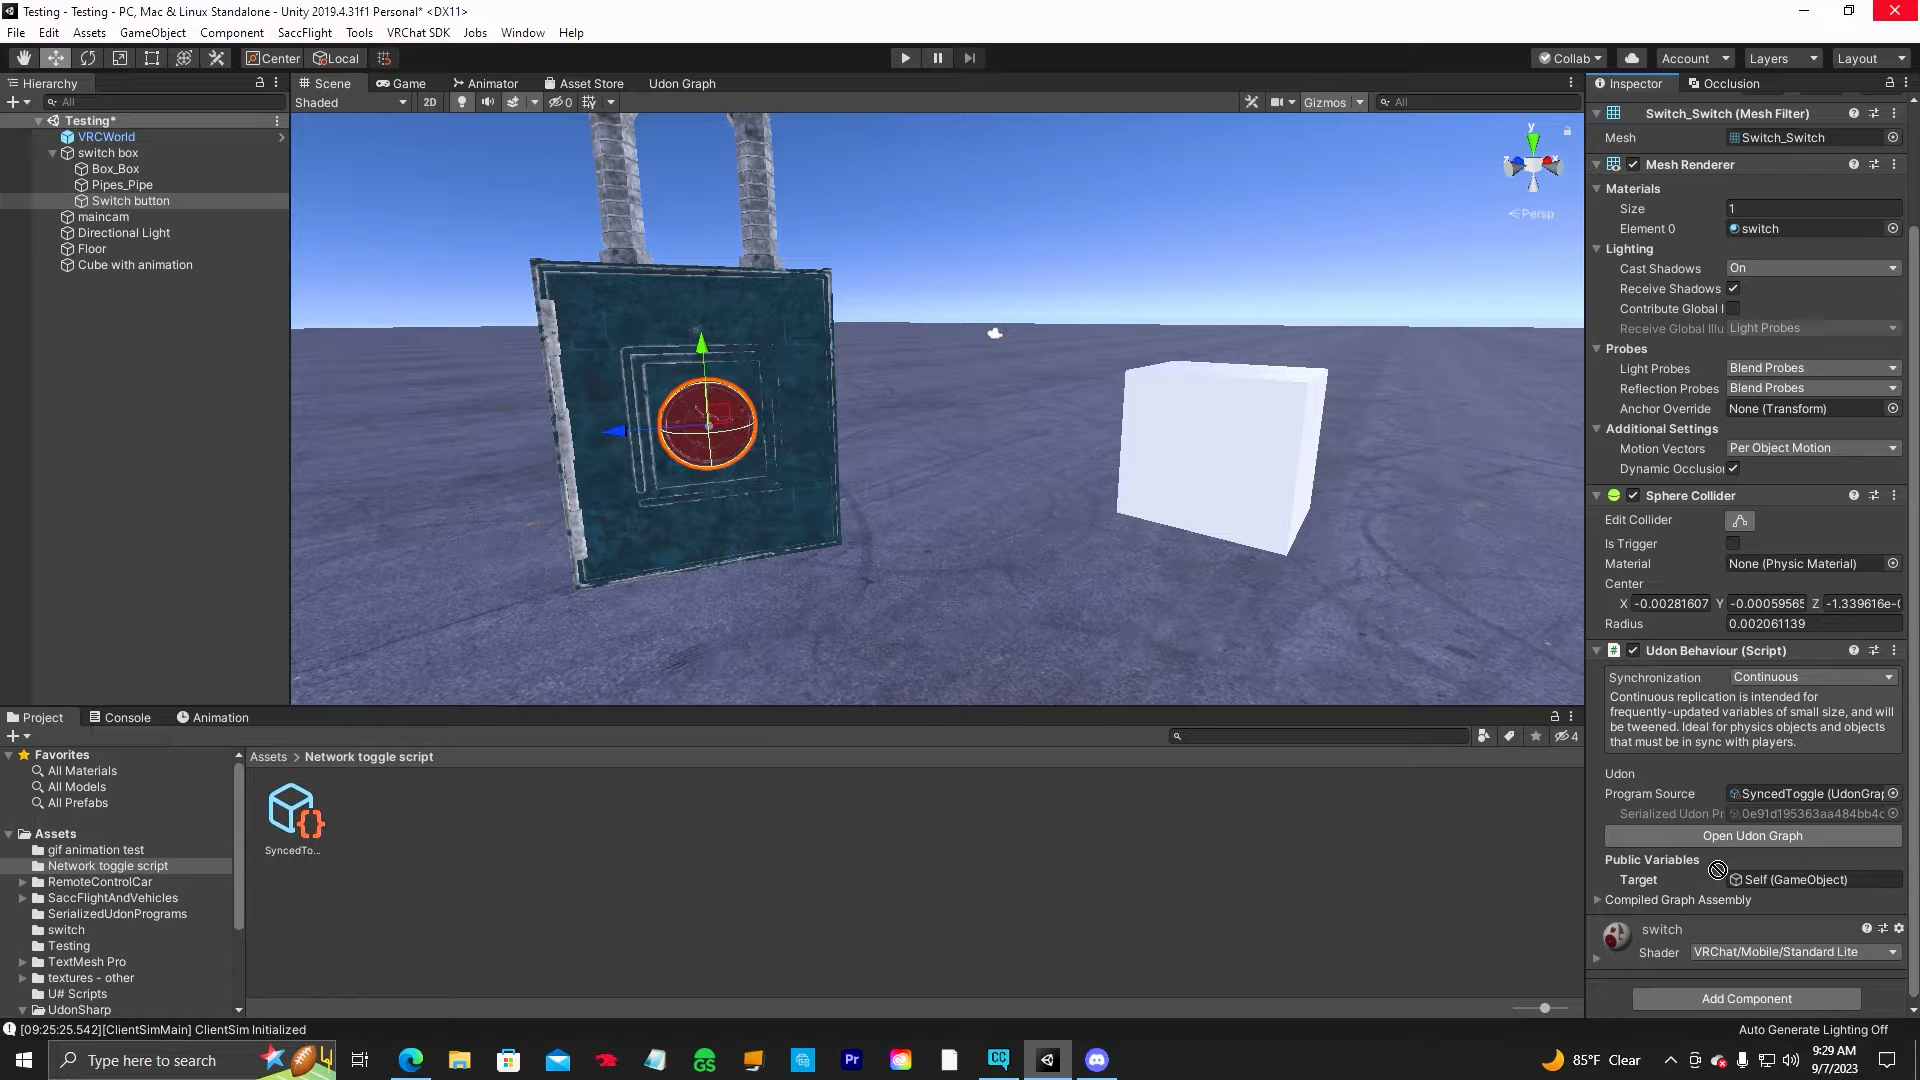 Testing - Testing - PC, Mac & Linux Standalone - Unity 2019.4.31f1 Personal* <DX11>
File Edit Assets GameObject Component SaccFlight Tools VRChat SDK Jobs Window Help
Center Local Collab Account Layers Layout
Hierarchy
All
Testing*
VRCWorld
switch box
Box_Box
Pipes_Pipe
Switch button
maincam
Directional Light
Floor
Cube with animation
Scene Game Animator Asset Store Udon Graph
Shaded 2D 0 Gizmos All
y
x
z
Persp
Inspector Occlusion
Switch_Switch (Mesh Filter)
Mesh Switch_Switch
Mesh Renderer
Materials
Size 1
Element 0 switch
Lighting
Cast Shadows On
Receive Shadows
Contribute Global I
Receive Global Illu Light Probes
Probes
Light Probes Blend Probes
Reflection Probes Blend Probes
Anchor Override None (Transform)
Additional Settings
Motion Vectors Per Object Motion
Dynamic Occlusion
Sphere Collider
Edit Collider
Is Trigger
Material None (Physic Material)
Center
X -0.00281607 Y -0.00059565 Z -1.339616e-(
Radius 0.002061139
Udon Behaviour (Script)
Synchronization Continuous
Continuous replication is intended for
frequently-updated variables of small size, and will
be tweened. Ideal for physics objects and objects
that must be in sync with players.
Udon
Program Source SyncedToggle (UdonGrap
Serialized Udon Pr 0e91d195363aa484bb4c
Open Udon Graph
Public Variables
Target Self (GameObject)
Compiled Graph Assembly
switch
Shader VRChat/Mobile/Standard Lite
Add Component
Project Console Animation
4
Favorites
All Materials
All Models
All Prefabs
Assets
gif animation test
Network toggle script
RemoteControlCar
SaccFlightAndVehicles
SerializedUdonPrograms
switch
Testing
TextMesh Pro
textures - other
U# Scripts
UdonSharp
Assets > Network toggle script
SyncedTo...
[09:25:25.542][ClientSimMain] ClientSim Initialized
Auto Generate Lighting Off
Type here to search
GS
Pr
CC
85°F Clear
9:29 AM
9/7/2023